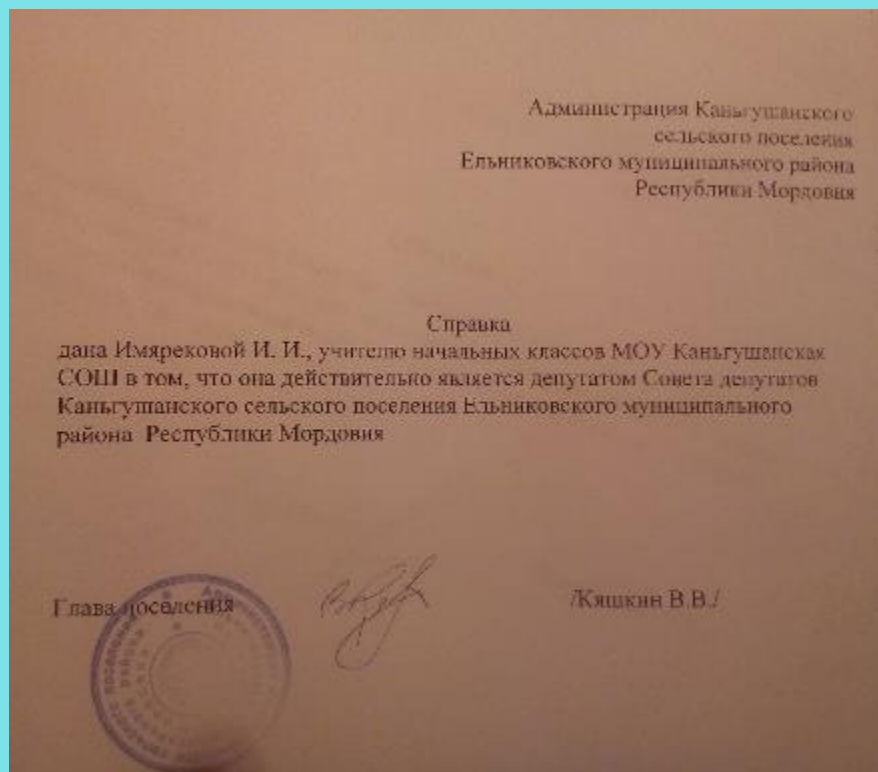 Администрация Каньгушанского
сельского поселения
Ельниковского муниципального района
Республики Мордовия
Справка
дана Имярековой И. И., учителю начальных классов МОУ Каньгушанская
СОШ в том, что она действительно является депутатом Совета депутатов
Каньгушанского сельского поселения Ельниковского муниципального
района Республики Мордовия
Глава поселения /Кяшкин В.В./